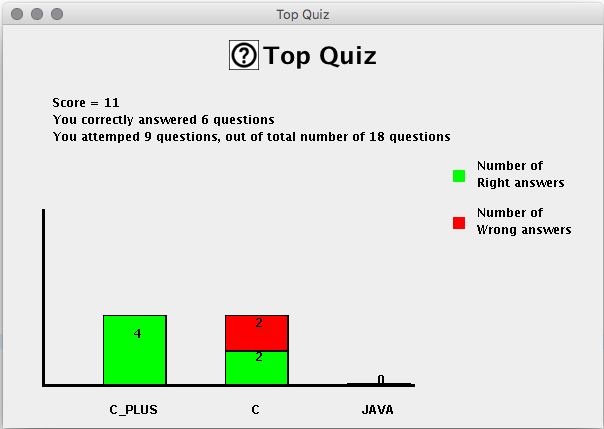 Top Quiz
Top Quiz
Score = 11
You correctly answered 6 questions
You attemped 9 questions, out of total number of 18 questions
Number of
Right answers
Number of
Wrong answers
4
2
2
0
C_PLUS
C
JAVA